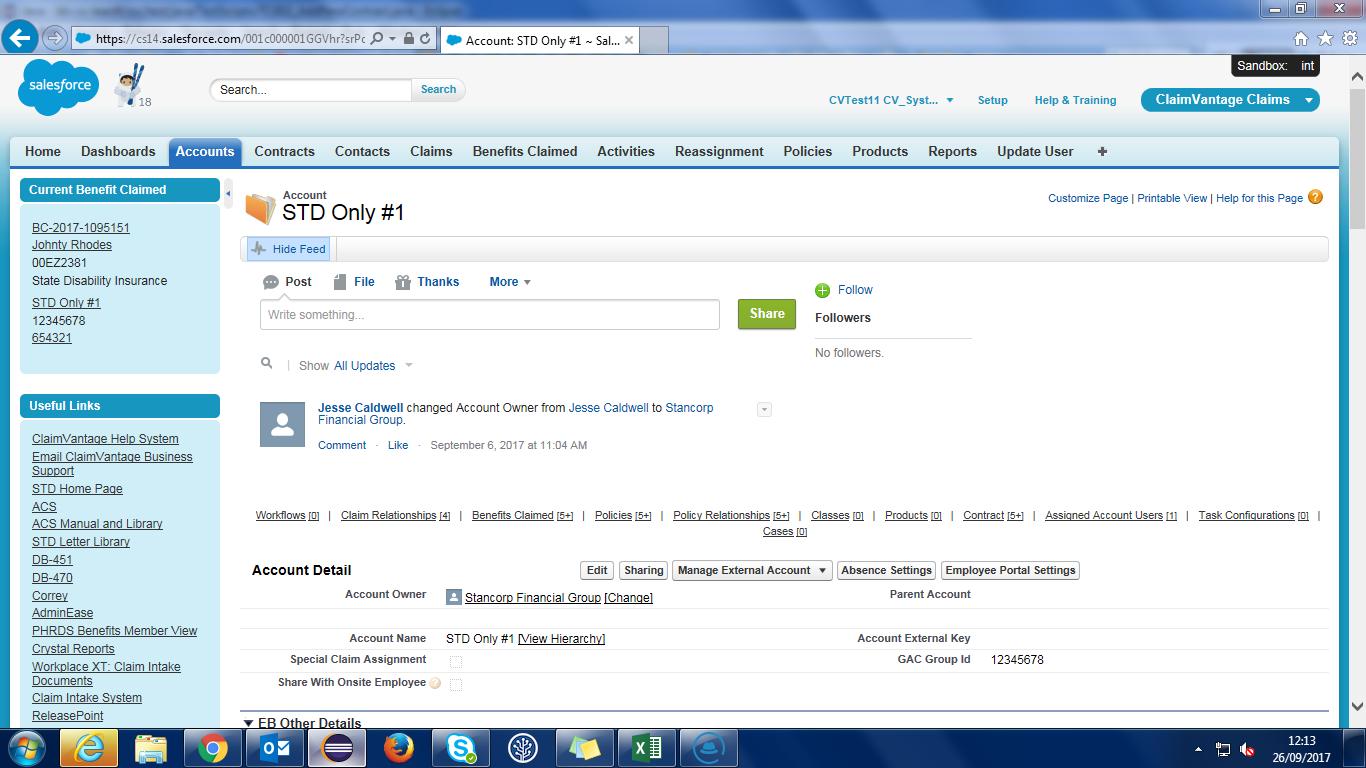 https://cs14.salesforce.com/001c000001GGVhr?srPc
Account: STD Only #1 ~ Sal...
Sandbox: int
salesforce
18
Search...
Search
CVTest11 CV_Syst...
Setup
Help & Training
ClaimVantage Claims
Home Dashboards Accounts Contracts Contacts Claims Benefits Claimed Activities Reassignment Policies Products Reports Update User +
Current Benefit Claimed
BC-2017-1095151
Johnty Rhodes
00EZ2381
State Disability Insurance
STD Only #1
12345678
654321
Useful Links
ClaimVantage Help System
Email ClaimVantage Business
Support
STD Home Page
ACS
ACS Manual and Library
STD Letter Library
DB-451
DB-470
Correy
AdminEase
PHRDS Benefits Member View
Crystal Reports
Workplace XT: Claim Intake
Documents
Claim Intake System
ReleasePoint
Account
STD Only #1
Customize Page | Printable View | Help for this Page ?
Hide Feed
Post File Thanks More
Write something...
Share
Follow
Followers
No followers.
Show All Updates
Jesse Caldwell changed Account Owner from Jesse Caldwell to Stancorp
Financial Group.
Comment · Like · September 6, 2017 at 11:04 AM
Workflows [0] | Claim Relationships [4] | Benefits Claimed [5+] | Policies [5+] | Policy Relationships [5+] | Classes [0] | Products [0] | Contract [5+] | Assigned Account Users [1] | Task Configurations [0] |
Cases [0]
Account Detail
Edit Sharing Manage External Account Absence Settings Employee Portal Settings
Account Owner Stancorp Financial Group [Change] Parent Account
Account Name STD Only #1 [View Hierarchy] Account External Key
Special Claim Assignment GAC Group Id 12345678
Share With Onsite Employee ?
EB Other Details
12:13
26/09/2017